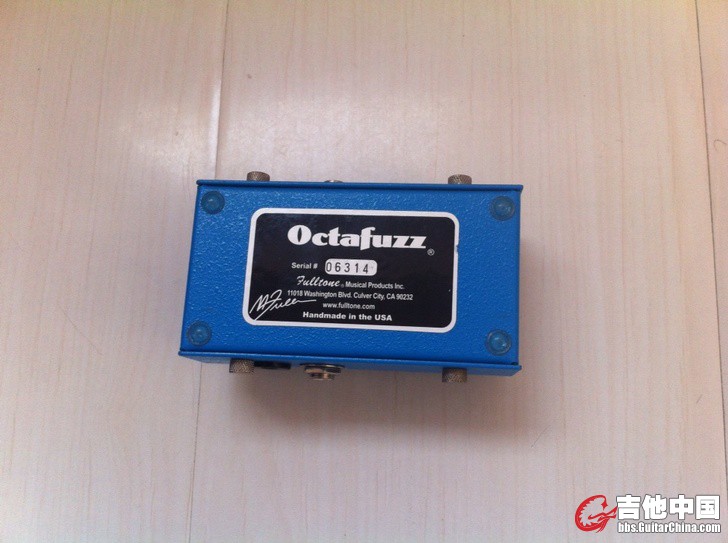 Octafuzz ®
Serial # 06314
Fulltone ® Musical Products Inc.
11018 Washington Blvd. Culver City, CA 90232
www.fulltone.com
Handmade in the USA
吉他中国
bbs.GuitarChina.com